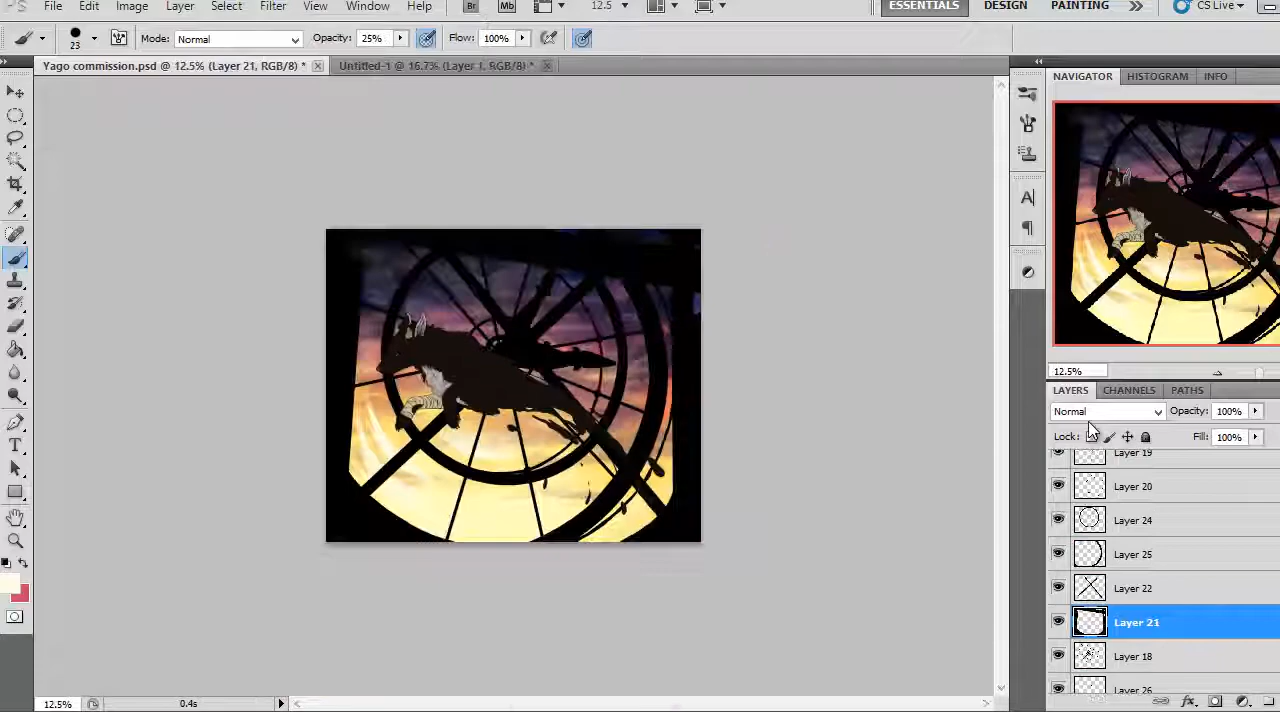 File Edit Image Layer Select Filter View Window Help Br Mb 12.5 ESSENTIALS DESIGN PAINTING CS Live
23 Mode: Normal Opacity: 25% Flow: 100%
Yago commission.psd @ 12.5% (Layer 21, RGB/8) * Untitled-1 @ 16.7% (Layer 1, RGB/8) *
NAVIGATOR HISTOGRAM INFO
12.5%
LAYERS CHANNELS PATHS
Normal Opacity: 100%
Lock: Fill: 100%
Layer 19
Layer 20
Layer 24
Layer 25
Layer 22
Layer 21
Layer 18
Layer 26
12.5% 0.4s